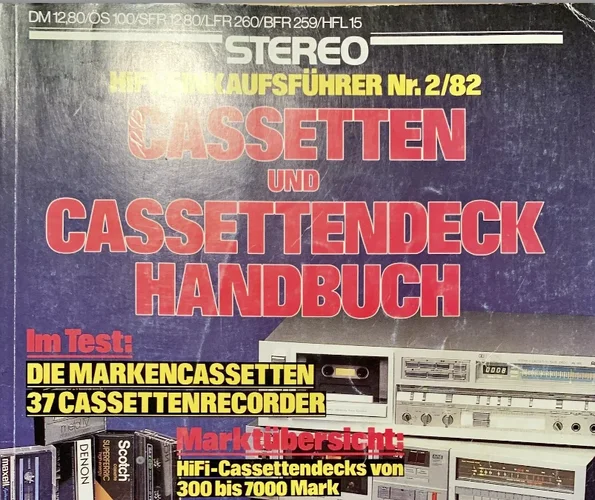 DM 12,80/ÖS 100/SFR 12,80/LFR 260/BFR 259/HFL 15
STEREO
HiFi-EINKAUFSFÜHRER Nr. 2/82
CASSETTEN
UND
CASSETTENDECK
HANDBUCH
Im Test:
DIE MARKENCASSETTEN
37 CASSETTENRECORDER
Marktübersicht:
HiFi-Cassettendecks von
300 bis 7000 Mark
maxell
DENON
Scotch
SUPERFERRIC
0008